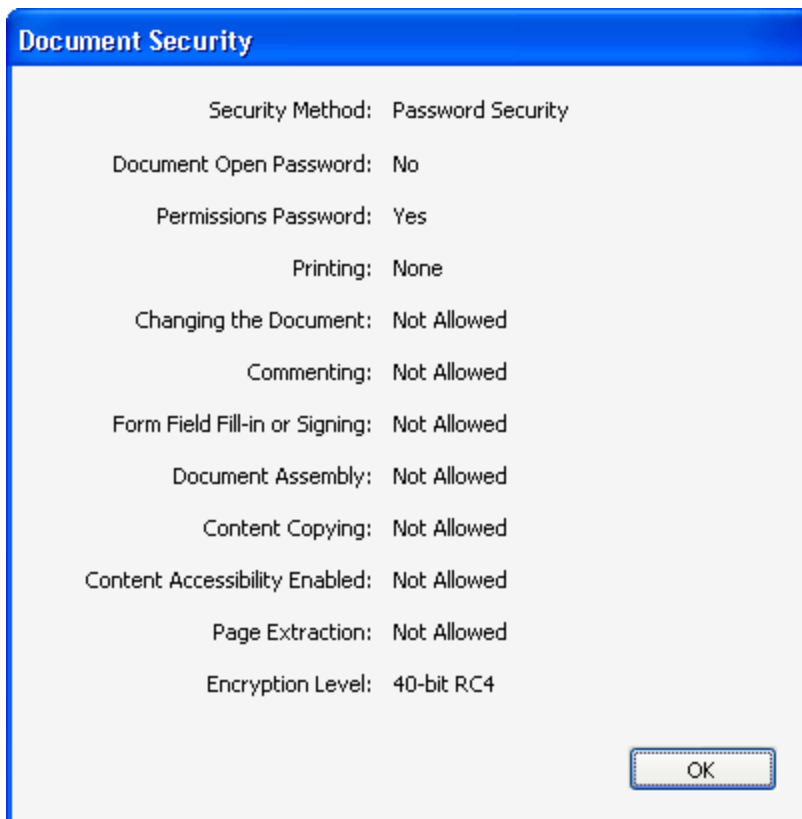 Document Security
Security Method: Password Security
Document Open Password: No
Permissions Password: Yes
Printing: None
Changing the Document: Not Allowed
Commenting: Not Allowed
Form Field Fill-in or Signing: Not Allowed
Document Assembly: Not Allowed
Content Copying: Not Allowed
Content Accessibility Enabled: Not Allowed
Page Extraction: Not Allowed
Encryption Level: 40-bit RC4
OK